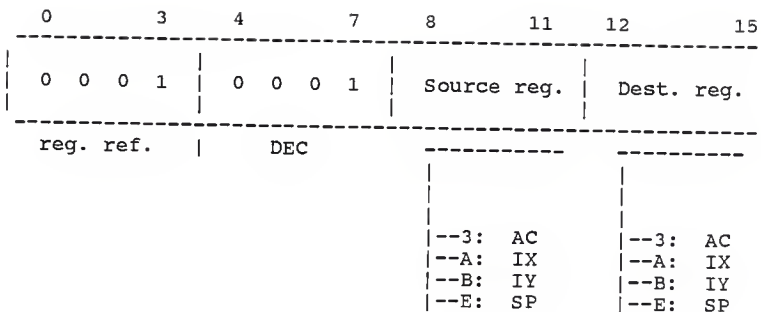 0 3 4 7 8 11 12 15
0 0 0 1 | 0 0 0 1 | Source reg. | Dest. reg.
reg. ref. | DEC
|--3: AC |--3: AC
|--A: IX |--A: IX
|--B: IY |--B: IY
|--E: SP |--E: SP